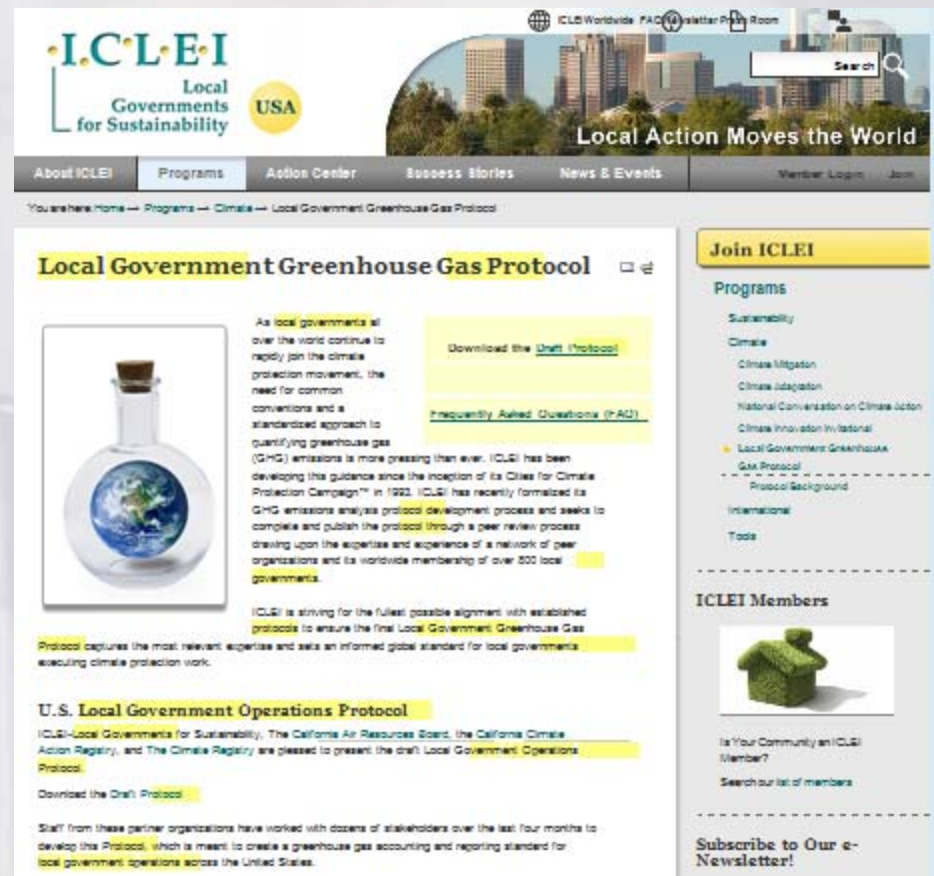 ICLEI Worldwide FAQ Newsletter Press Room
·I.C·L·E·I
Local
Governments
for Sustainability
USA
Search
Local Action Moves the World
About ICLEI Programs Action Center Success Stories News & Events Member Login Join
You are here: Home → Programs → Climate → Local Government Greenhouse Gas Protocol
Local Government Greenhouse Gas Protocol
As local governments all
over the world continue to
rapidly join the climate
protection movement, the
need for common
conventions and a
standardized approach to
quantifying greenhouse gas
(GHG) emissions is more pressing than ever. ICLEI has been
developing this guidance since the inception of its Cities for Climate
Protection Campaign™ in 1993. ICLEI has recently formalized its
GHG emissions analysis protocol development process and seeks to
complete and publish the protocol through a peer review process
drawing upon the expertise and experience of a network of peer
organizations and its worldwide membership of over 800 local
governments.
Download the Draft Protocol
Frequently Asked Questions (FAQ)
ICLEI is striving for the fullest possible alignment with established
protocols to ensure the final Local Government Greenhouse Gas
Protocol captures the most relevant expertise and sets an informed global standard for local governments
executing climate protection work.
U.S. Local Government Operations Protocol
ICLEI-Local Governments for Sustainability, The California Air Resources Board, the California Climate
Action Registry, and The Climate Registry are pleased to present the draft Local Government Operations
Protocol.
Download the Draft Protocol
Staff from these partner organizations have worked with dozens of stakeholders over the last four months to
develop this Protocol, which is meant to create a greenhouse gas accounting and reporting standard for
local government operations across the United States.
Join ICLEI
Programs
Sustainability
Climate
Climate Mitigation
Climate Adaptation
National Conversation on Climate Action
Climate Innovation Invitational
Local Government Greenhouse
Gas Protocol
Protocol Background
International
Tools
ICLEI Members
Is Your Community an ICLEI
Member?
Search our list of members
Subscribe to Our e-
Newsletter!